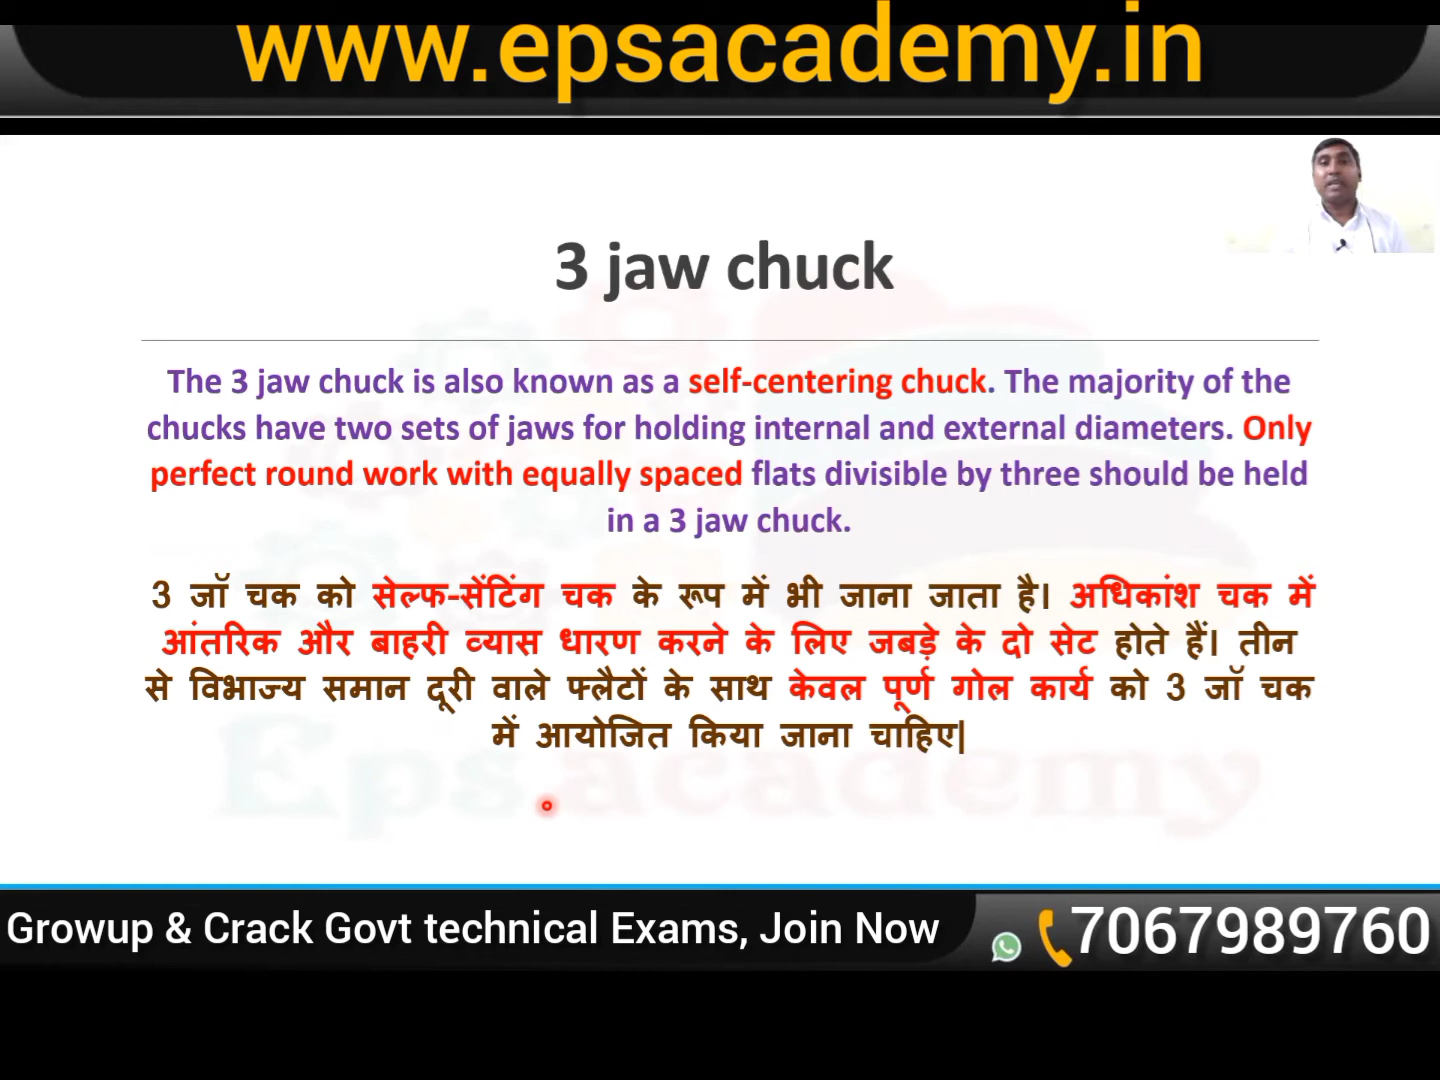 www.epsacademy.in
3 jaw chuck
The 3 jaw chuck is also known as a self-centering chuck. The majority of the
chucks have two sets of jaws for holding internal and external diameters. Only
perfect round work with equally spaced flats divisible by three should be held
in a 3 jaw chuck.
3 जॉ चक को सेल्फ-सेंटिंग चक के रूप में भी जाना जाता है। अधिकांश चक में
आंतरिक और बाहरी व्यास धारण करने के लिए जबड़े के दो सेट होते हैं। तीन
से विभाज्य समान दूरी वाले फ्लैटों के साथ केवल पूर्ण गोल कार्य को 3 जॉ चक
में आयोजित किया जाना चाहिए|
Eps academy
Growup & Crack Govt technical Exams, Join Now
7067989760